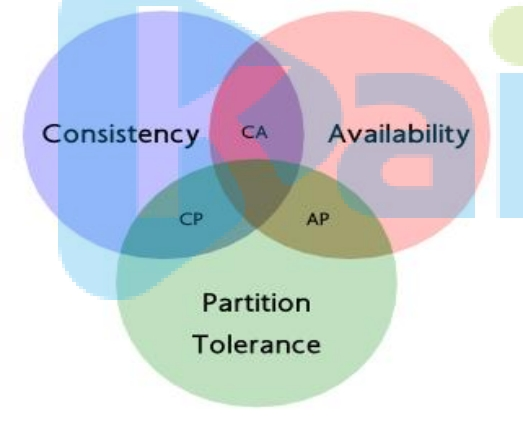 Consistency
CA
Availability
CP
AP
Partition
Tolerance